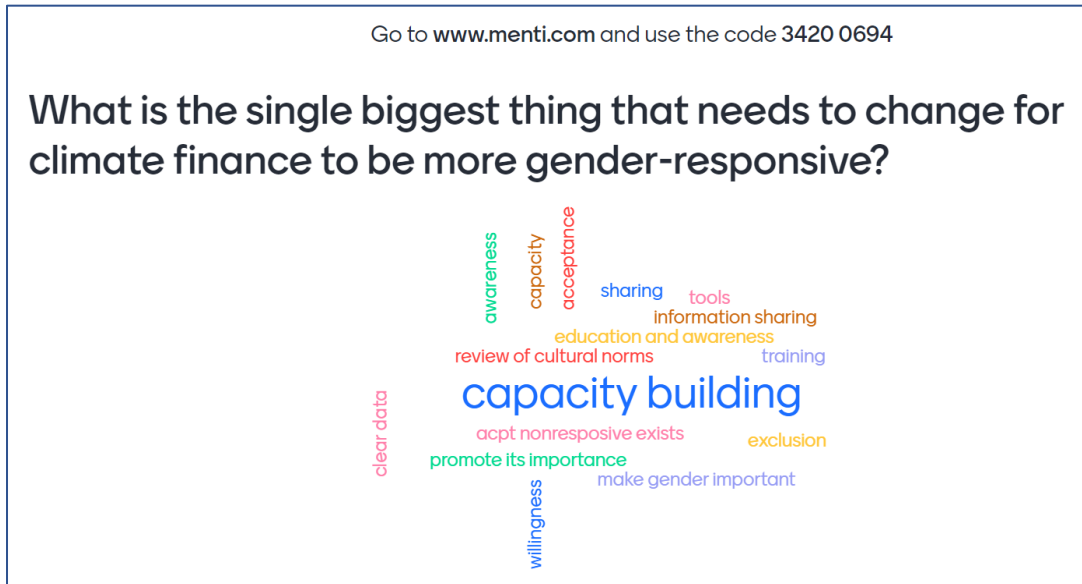 Go to www.menti.com and use the code 3420 0694
What is the single biggest thing that needs to change for
climate finance to be more gender-responsive?
awareness
capacity
acceptance
sharing
tools
information sharing
education and awareness
review of cultural norms
training
capacity building
clear data
acpt nonresposive exists
exclusion
promote its importance
make gender important
willingness